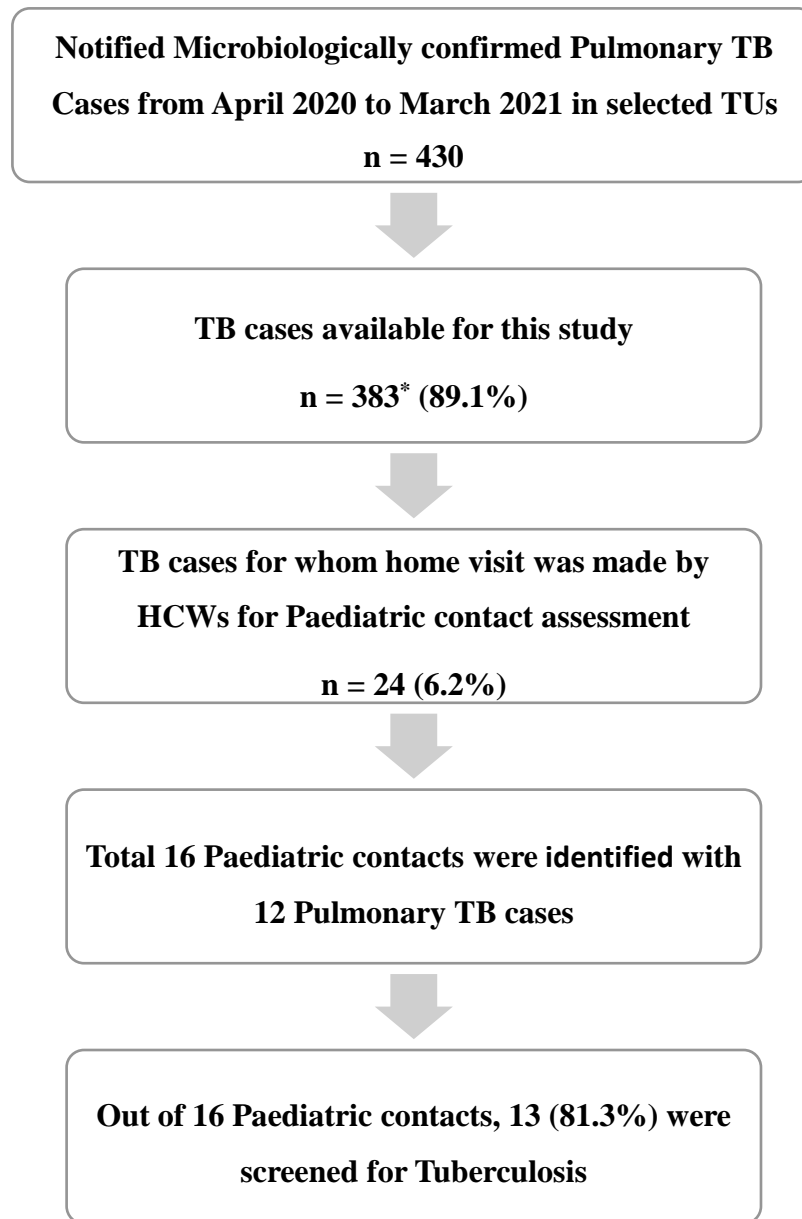 Notified Microbiologically confirmed Pulmonary TB
Cases from April 2020 to March 2021 in selected TUs
n = 430
TB cases available for this study
n = 383* (89.1%)
TB cases for whom home visit was made by
HCWs for Paediatric contact assessment
n = 24 (6.2%)
Total 16 Paediatric contacts were identified with
12 Pulmonary TB cases
Out of 16 Paediatric contacts, 13 (81.3%) were
screened for Tuberculosis